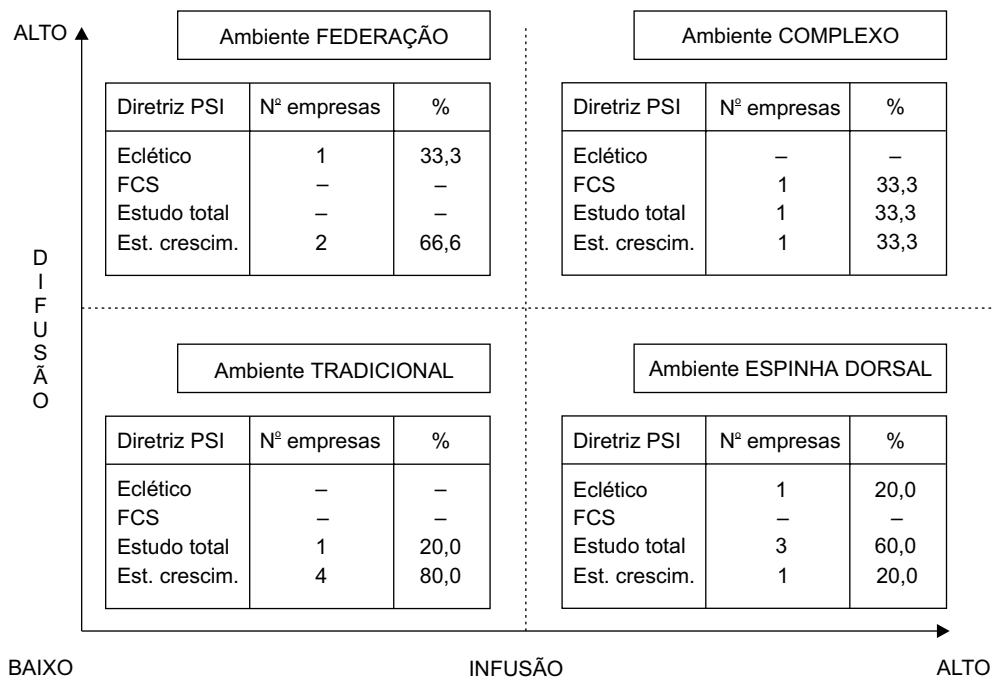 ALTO
Ambiente FEDERAÇÃO
Diretriz PSI Nº empresas %
Eclético 1 33,3
FCS – –
Estudo total – –
Est. crescim. 2 66,6
Ambiente COMPLEXO
Diretriz PSI Nº empresas %
Eclético – –
FCS 1 33,3
Estudo total 1 33,3
Est. crescim. 1 33,3
D
I
F
U
S
Ã
O
Ambiente TRADICIONAL
Diretriz PSI Nº empresas %
Eclético – –
FCS – –
Estudo total 1 20,0
Est. crescim. 4 80,0
Ambiente ESPINHA DORSAL
Diretriz PSI Nº empresas %
Eclético 1 20,0
FCS – –
Estudo total 3 60,0
Est. crescim. 1 20,0
BAIXO INFUSÃO ALTO